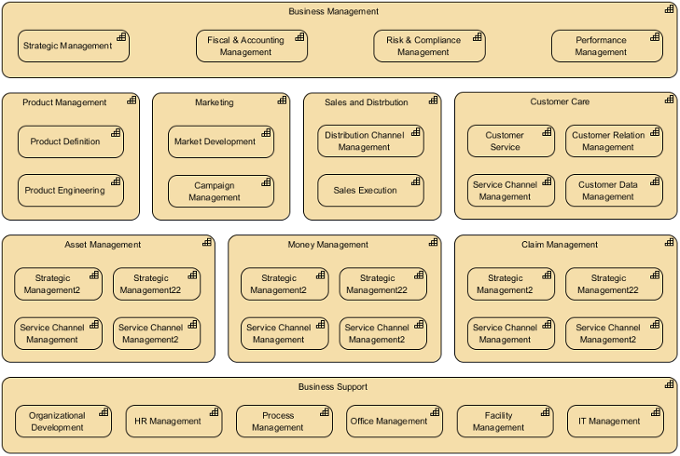 Business Management
Strategic Management
Fiscal & Accounting
Management
Risk & Compliance
Management
Performance
Management
Product Management
Product Definition
Product Engineering
Marketing
Market Development
Campaign
Management
Sales and Distrbution
Distribution Channel
Management
Sales Execution
Customer Care
Customer
Service
Customer Relation
Management
Service Channel
Management
Customer Data
Management
Asset Management
Strategic
Management2
Strategic
Management22
Service Channel
Management
Service Channel
Management2
Money Management
Strategic
Management2
Strategic
Management22
Service Channel
Management
Service Channel
Management2
Claim Management
Strategic
Management2
Strategic
Management22
Service Channel
Management
Service Channel
Management2
Business Support
Organizational
Development
HR Management
Process
Management
Office Management
Facility
Management
IT Management